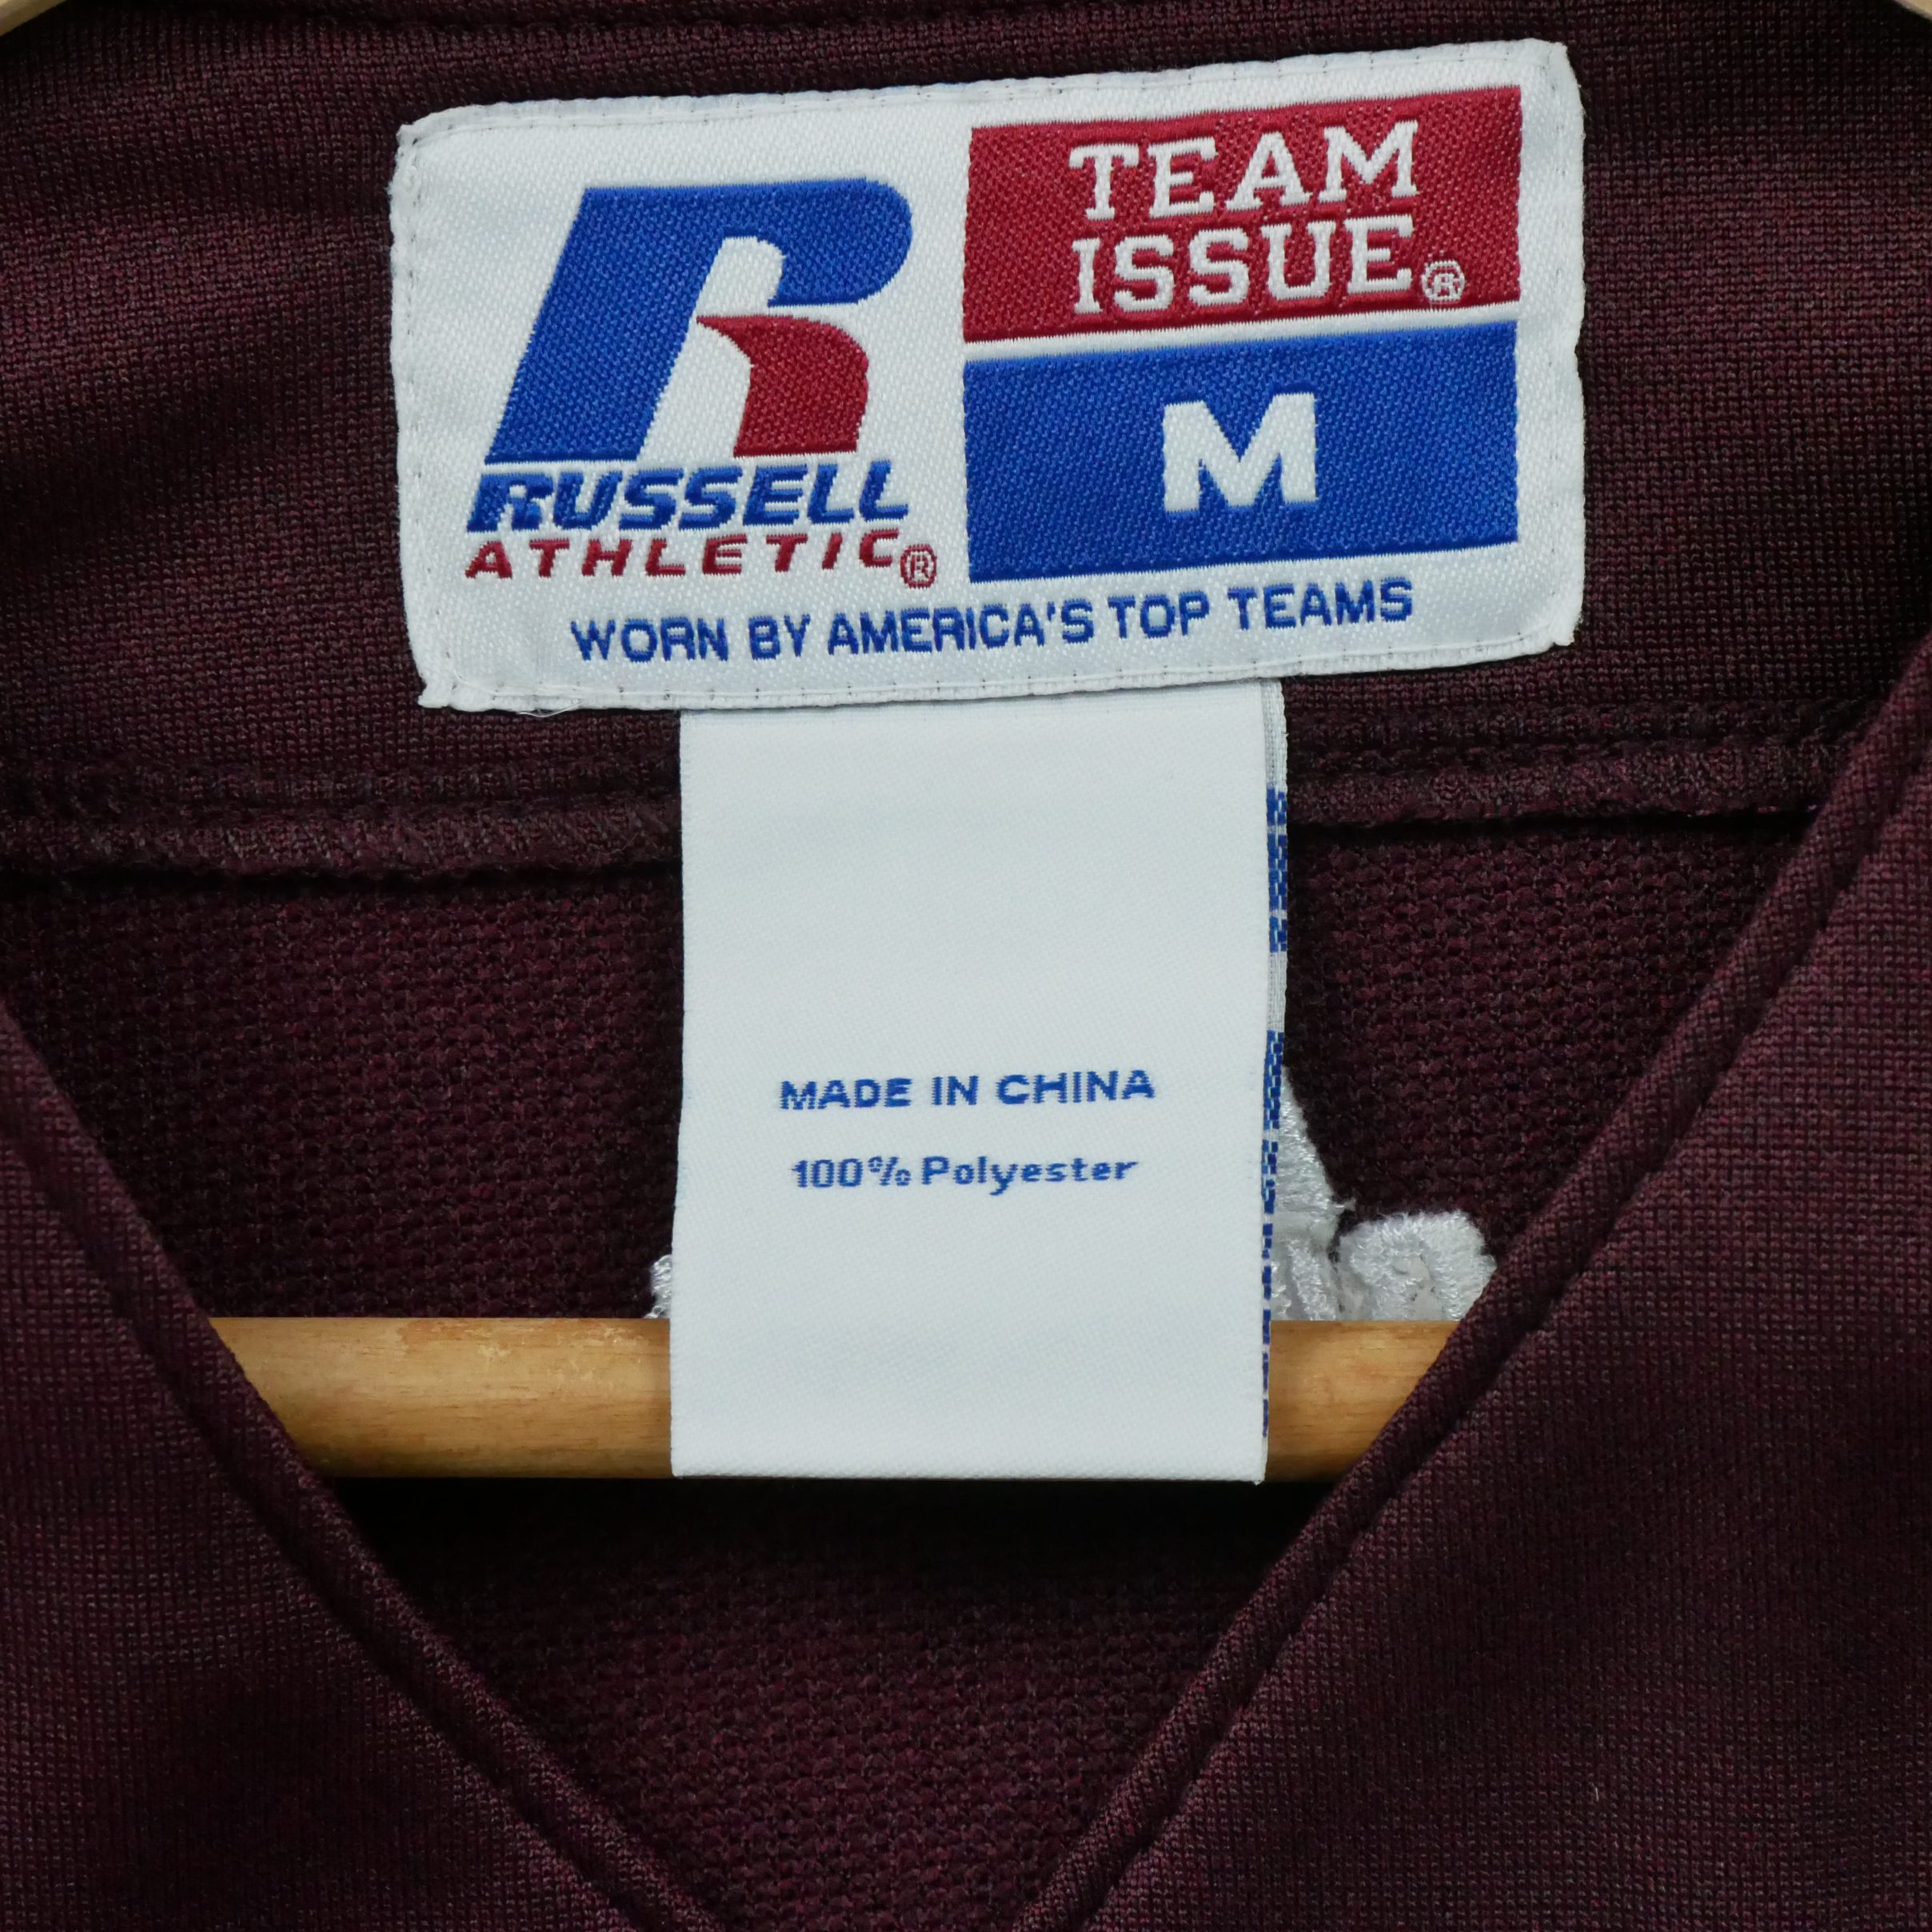 TEAM
ISSUE®
M
RUSSELL
ATHLETIC®
WORN BY AMERICA'S TOP TEAMS
MADE IN CHINA
100% Polyester